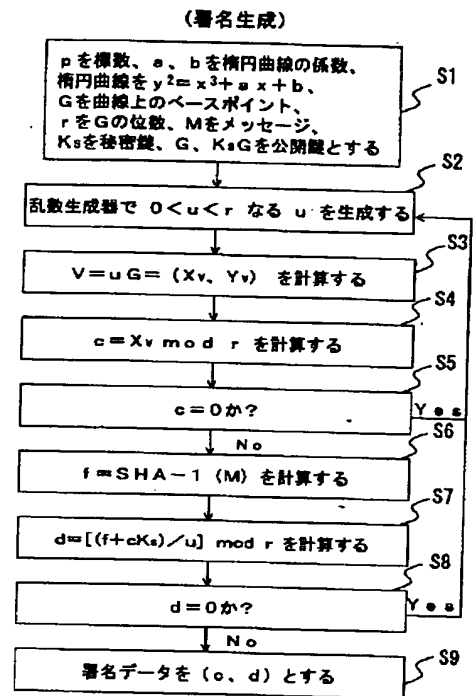 (署名生成)
pを標数、a、bを楕円曲線の係数、
楕円曲線をy²=x³+ax+b、
Gを曲線上のベースポイント、
rをGの位数、Mをメッセージ、
Ksを秘密鍵、G、KsGを公開鍵とする
S1
S2
乱数生成器で 0<u<r なる u を生成する
S3
V=uG=(Xv、Yv) を計算する
S4
c=Xv mod r を計算する
S5
c=0か?
Yes
No
S6
f=SHA-1(M) を計算する
S7
d=[(f+cKs)/u] mod r を計算する
S8
d=0か?
Yes
No
S9
署名データを(c、d)とする